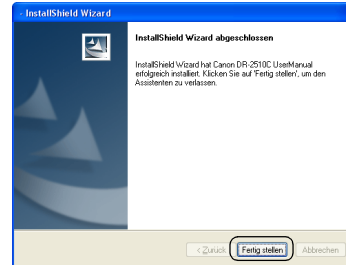 InstallShield Wizard
InstallShield Wizard abgeschlossen
InstallShield Wizard hat Canon DR-2510C UserManual
erfolgreich installiert. Klicken Sie auf 'Fertig stellen', um den
Assistenten zu verlassen.
< Zurück
Fertig stellen
Abbrechen